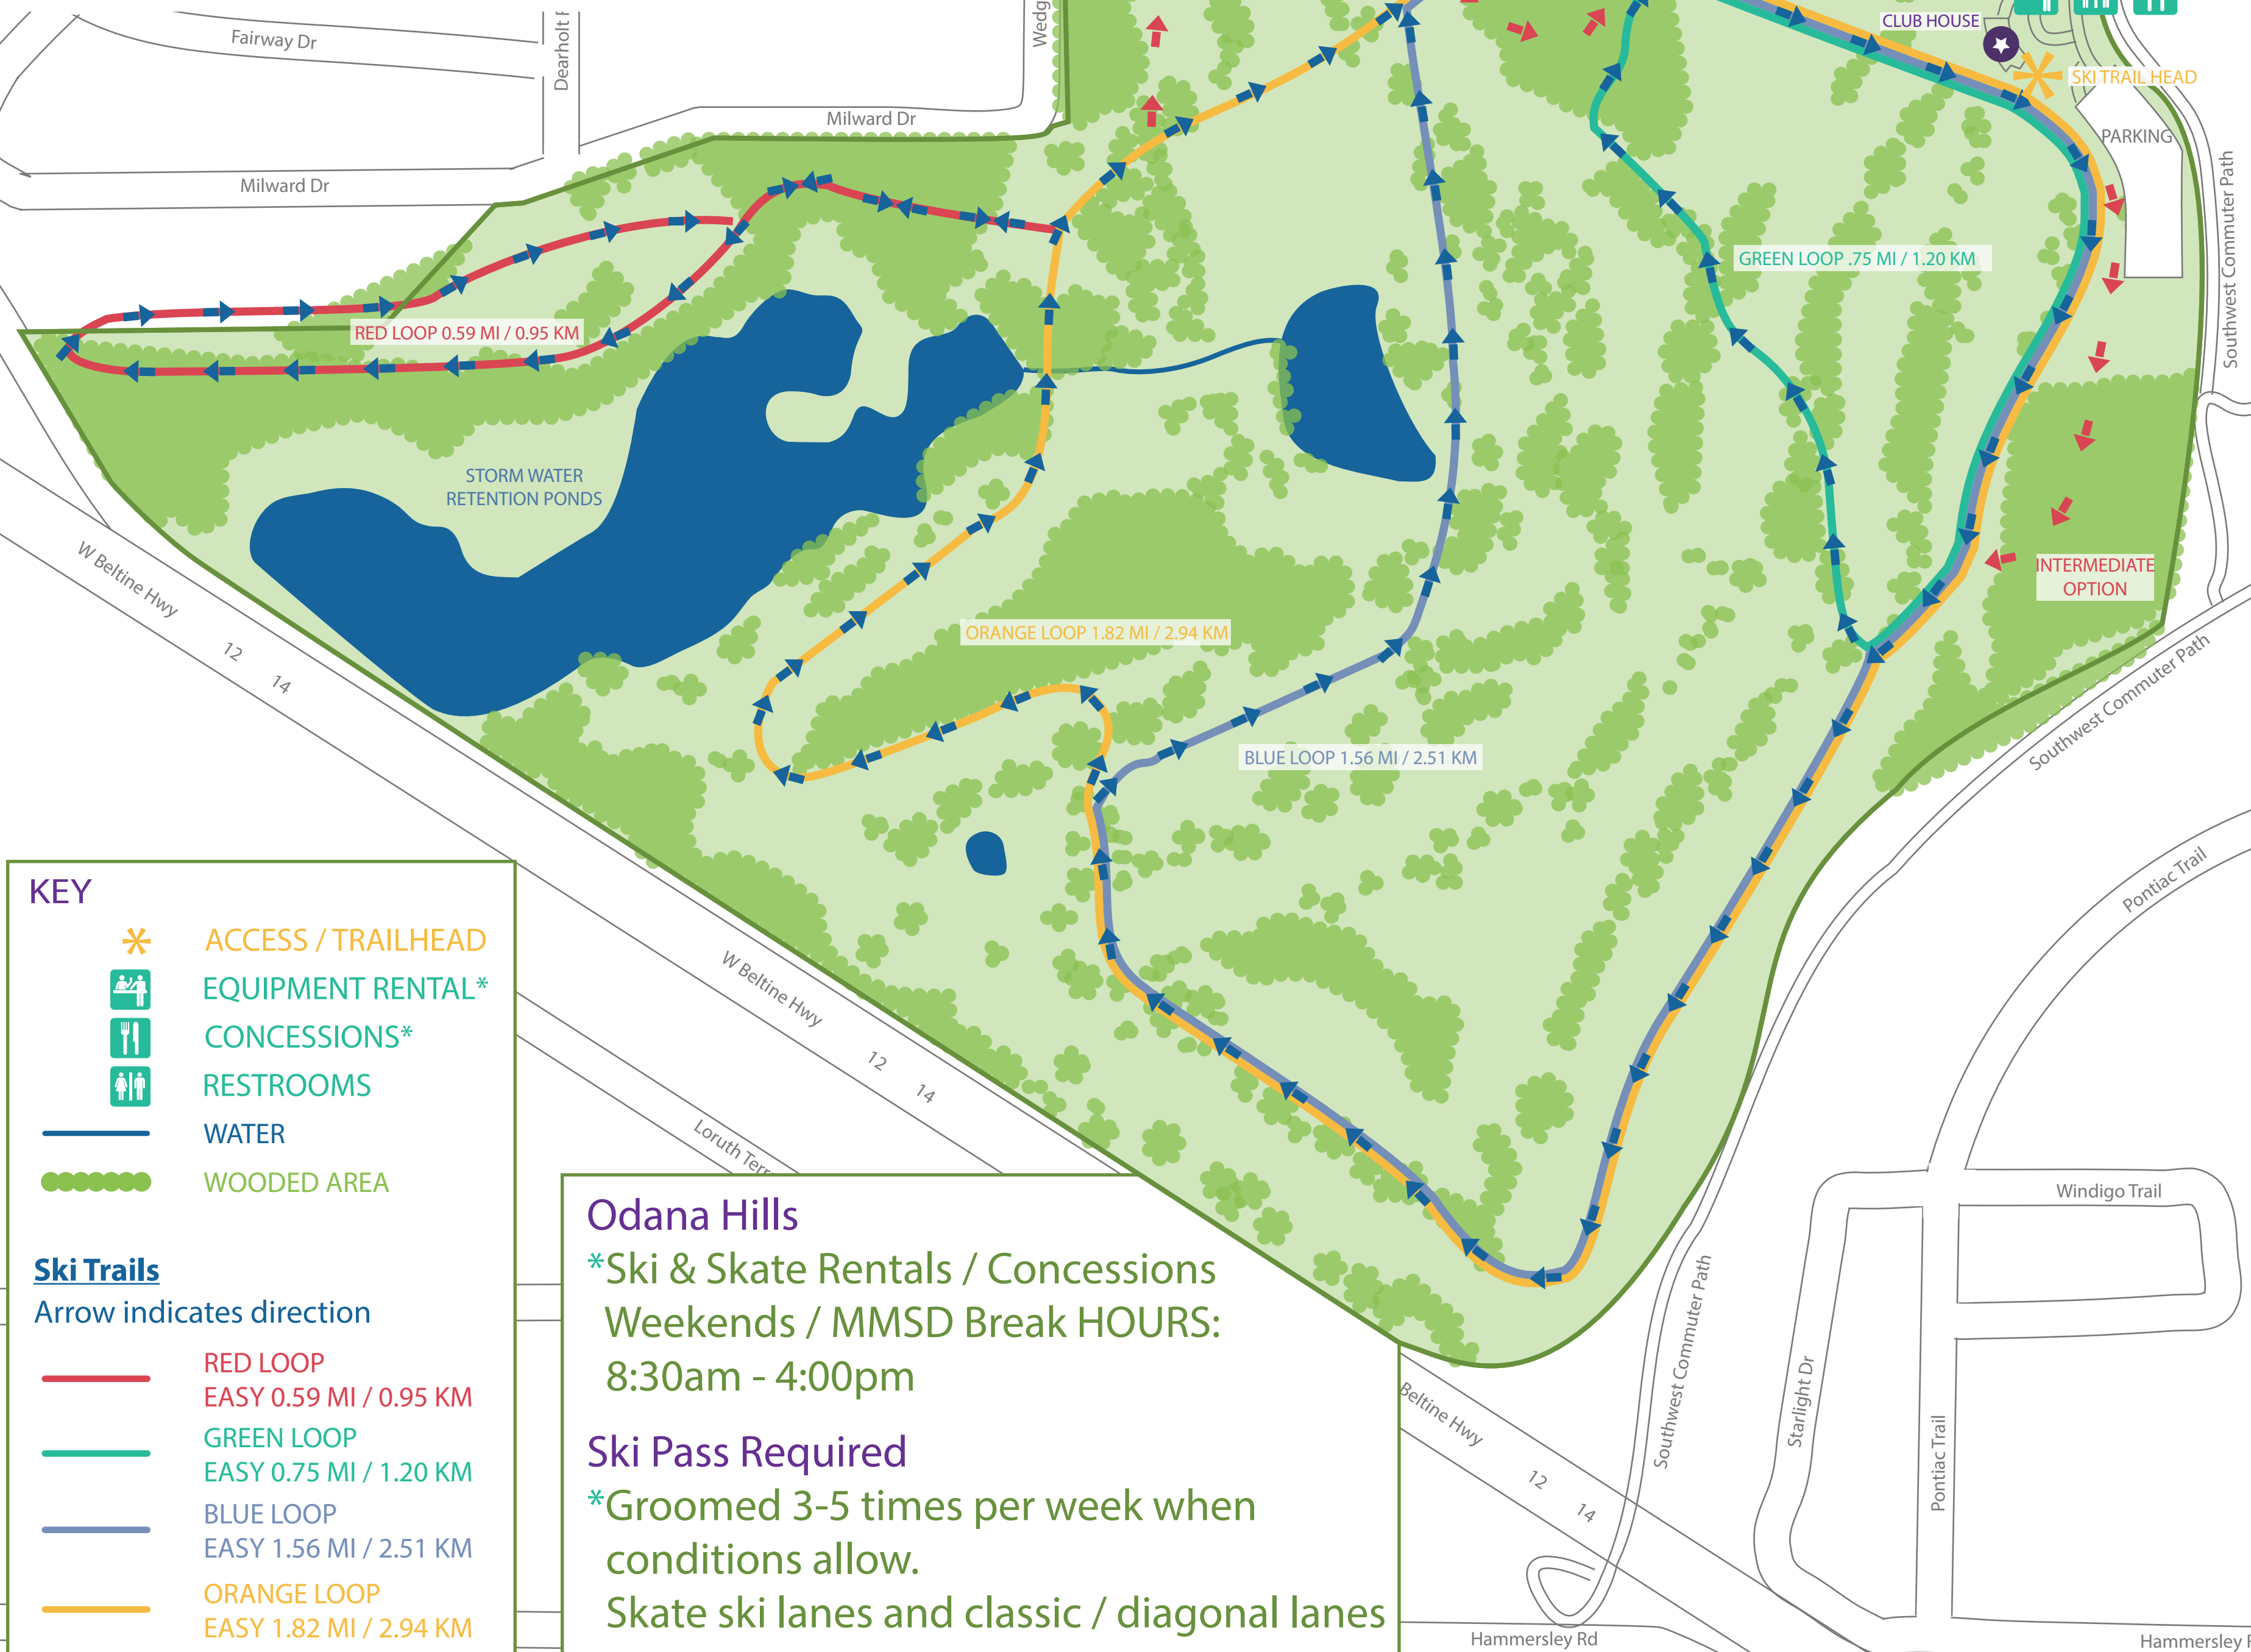 Fairway Dr
Dearholt
Wedg
CLUB HOUSE
SKI TRAIL HEAD
Milward Dr
PARKING
Milward Dr
Southwest Commuter Path
GREEN LOOP .75 MI / 1.20 KM
RED LOOP 0.59 MI / 0.95 KM
STORM WATER
RETENTION PONDS
W Beltine Hwy
12
14
INTERMEDIATE
OPTION
ORANGE LOOP 1.82 MI / 2.94 KM
Southwest Commuter Path
BLUE LOOP 1.56 MI / 2.51 KM
Pontiac Trail
W Beltine Hwy
12
14
Loruth Terr
Windigo Trail
Southwest Commuter Path
Starlight Dr
Pontiac Trail
Beltine Hwy
12
14
Hammersley Rd
Hammersley
KEY
ACCESS / TRAILHEAD
EQUIPMENT RENTAL*
CONCESSIONS*
RESTROOMS
WATER
WOODED AREA
Ski Trails
Arrow indicates direction
RED LOOP
EASY 0.59 MI / 0.95 KM
GREEN LOOP
EASY 0.75 MI / 1.20 KM
BLUE LOOP
EASY 1.56 MI / 2.51 KM
ORANGE LOOP
EASY 1.82 MI / 2.94 KM
Odana Hills
*Ski & Skate Rentals / Concessions
Weekends / MMSD Break HOURS:
8:30am - 4:00pm
Ski Pass Required
*Groomed 3-5 times per week when
conditions allow.
Skate ski lanes and classic / diagonal lanes